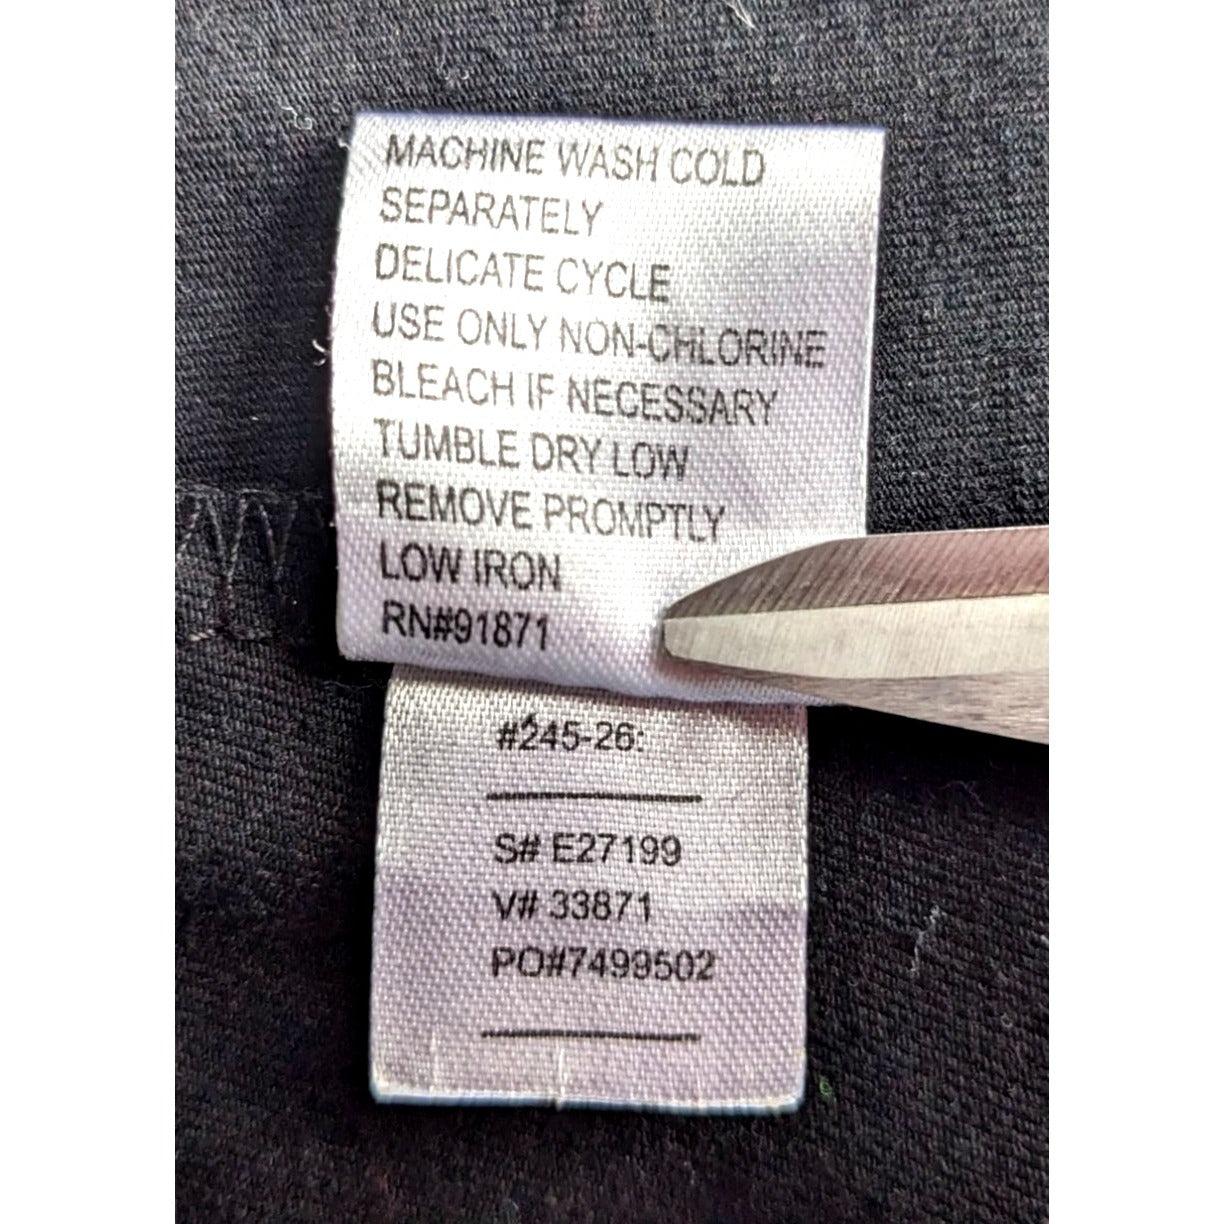 MACHINE WASH COLD
SEPARATELY
DELICATE CYCLE
USE ONLY NON-CHLORINE
BLEACH IF NECESSARY
TUMBLE DRY LOW
REMOVE PROMPTLY
LOW IRON
RN#91871
#245-26:
S# E27199
V# 33871
PO#7499502